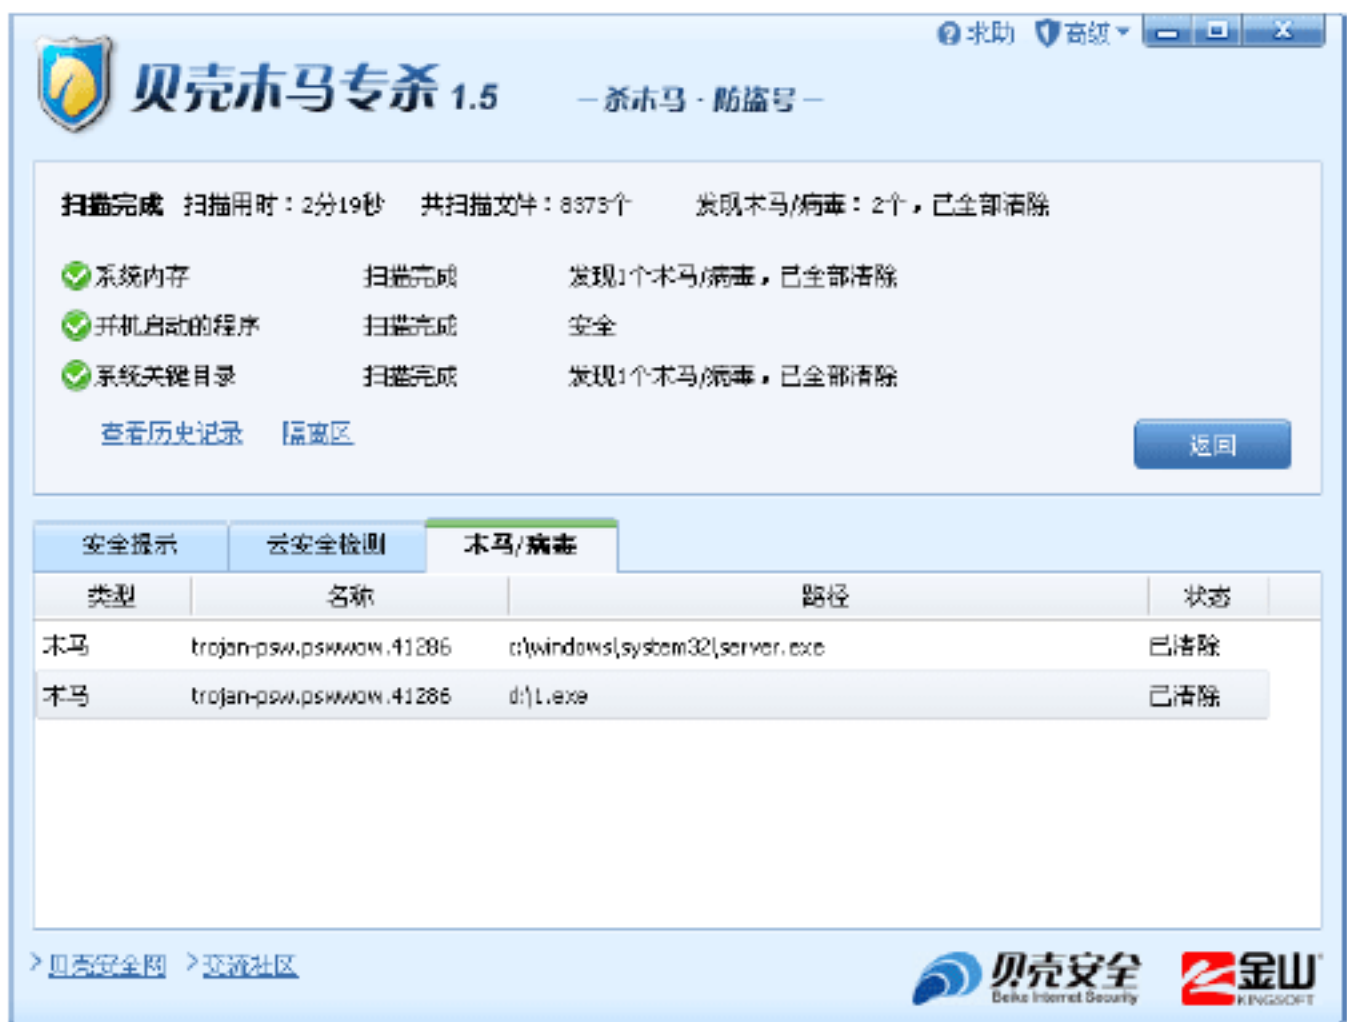 求助 高级
贝壳木马专杀 1.5 —杀木马·防盗号—
扫描完成 扫描用时：2分19秒 共扫描文件：8373个 发现木马/病毒：2个，已全部清除
系统内存 扫描完成 发现1个木马/病毒，已全部清除
开机启动的程序 扫描完成 安全
系统关键目录 扫描完成 发现1个木马/病毒，已全部清除
查看历史记录 隔离区 返回
安全提示 云安全检测 木马/病毒
类型 名称 路径 状态
木马 trojan-psw.pswwow.41286 c:\windows\system32\server.exe 已清除
木马 trojan-psw.pswwow.41286 d:\1.exe 已清除
贝壳安全网 交流社区 贝壳安全 金山
Beike Internet Security KINGSOFT